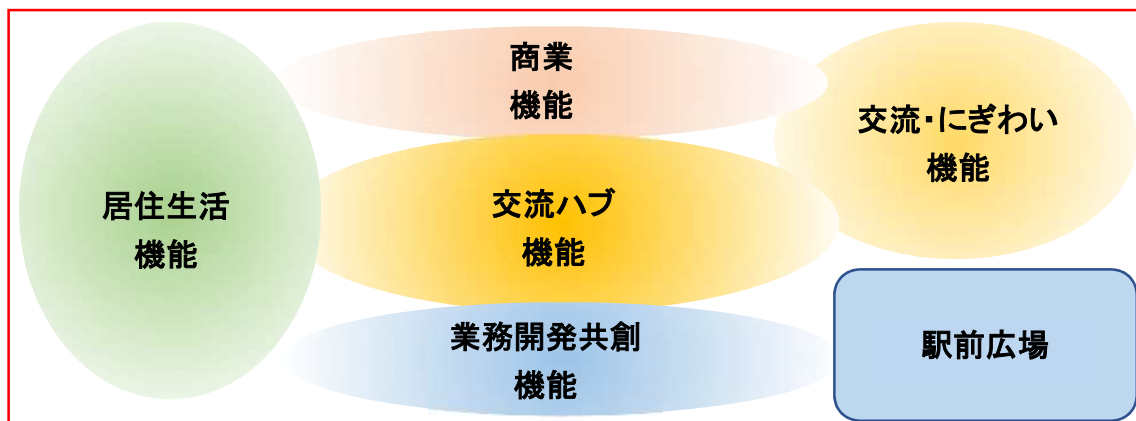 商業
機能
交流・にぎわい
機能
居住生活
機能
交流ハブ
機能
業務開発共創
機能
駅前広場